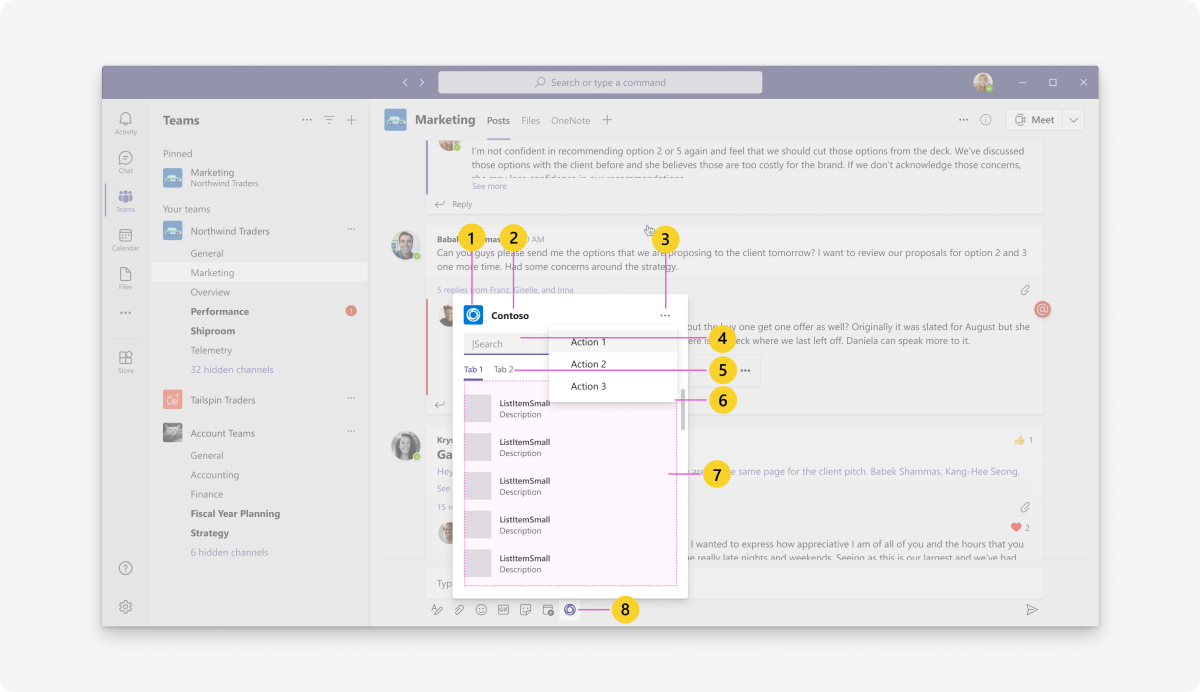 Search or type a command
Activity
Chat
Teams
Calendar
Files
Store
Teams
Pinned
Marketing
Northwind Traders
Your teams
Northwind Traders
General
Marketing
Overview
Performance
1
Shiproom
Telemetry
32 hidden channels
Tailspin Traders
Account Teams
General
Accounting
Finance
Fiscal Year Planning
Strategy
6 hidden channels
Marketing
Posts
Files
OneNote
Meet
I'm not confident in recommending option 2 or 5 again and feel that we should cut those options from the deck. We've discussed
those options with the client before and she believes those are too costly for the brand. If we don't acknowledge those concerns,
she may lose confidence in our recommendations.
See more
Reply
1
2
3
Babak AM
Can you guys please send me the options that we are proposing to the client tomorrow? I want to review our proposals for option 2 and 3
one more time. Had some concerns around the strategy.
5 replies from Franz, Giselle, and Inna
out the buy one get one offer as well? Originally it was slated for August but she
ere is deck where we last left off. Daniela can speak more to it.
Contoso
Search
4
Action 1
Action 2
Action 3
Tab 1
Tab 2
5
6
ListItemSmall
Description
ListItemSmall
Description
ListItemSmall
Description
ListItemSmall
Description
ListItemSmall
Description
7
Krys
Ga
1
Hey
are the same page for the client pitch. Babek Shammas, Kang-Hee Seong,
See
15
2
I wanted to express how appreciative I am of all of you and the hours that you
e really late nights and weekends. Seeing as this is our largest and we've had
Typ
GIF
8